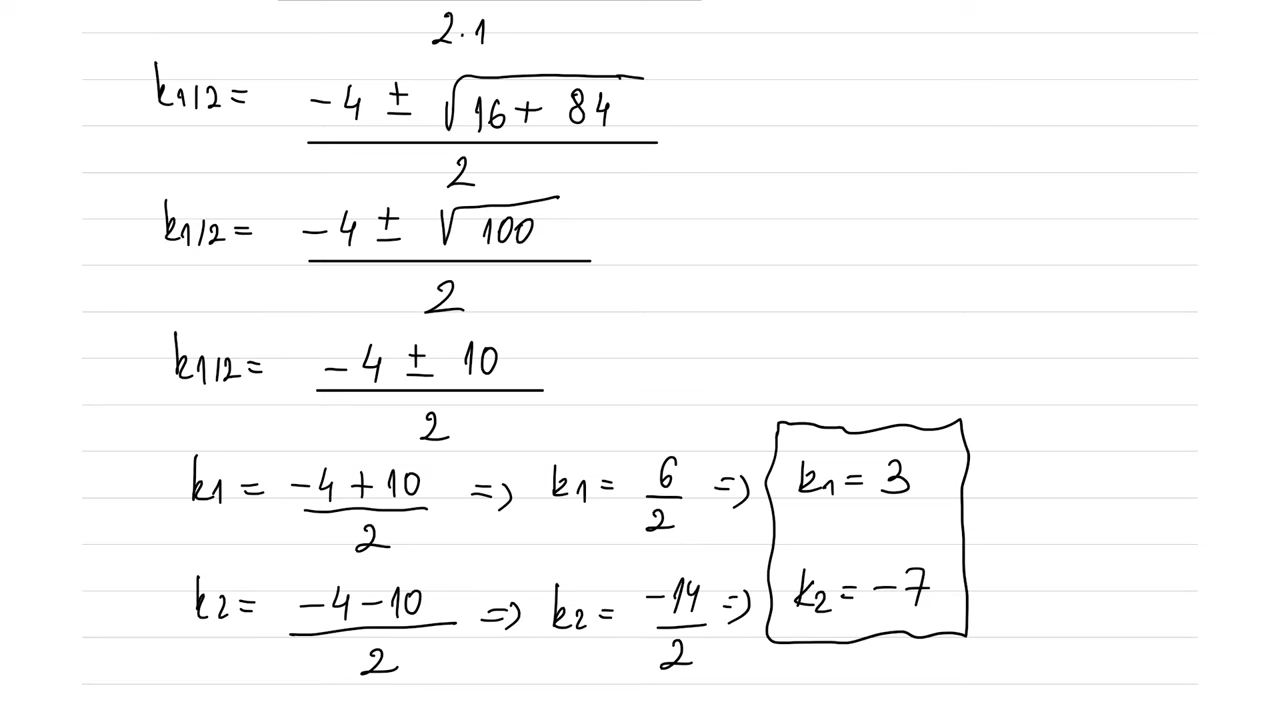 2·1
k1/2 = -4 ± √16 + 84
2
k1/2 = -4 ± √100
2
k1/2 = -4 ± 10
2
k1 = -4 + 10 / 2 => k1 = 6/2 => k1 = 3
k2 = -4 - 10 / 2 => k2 = -14/2 => k2 = -7